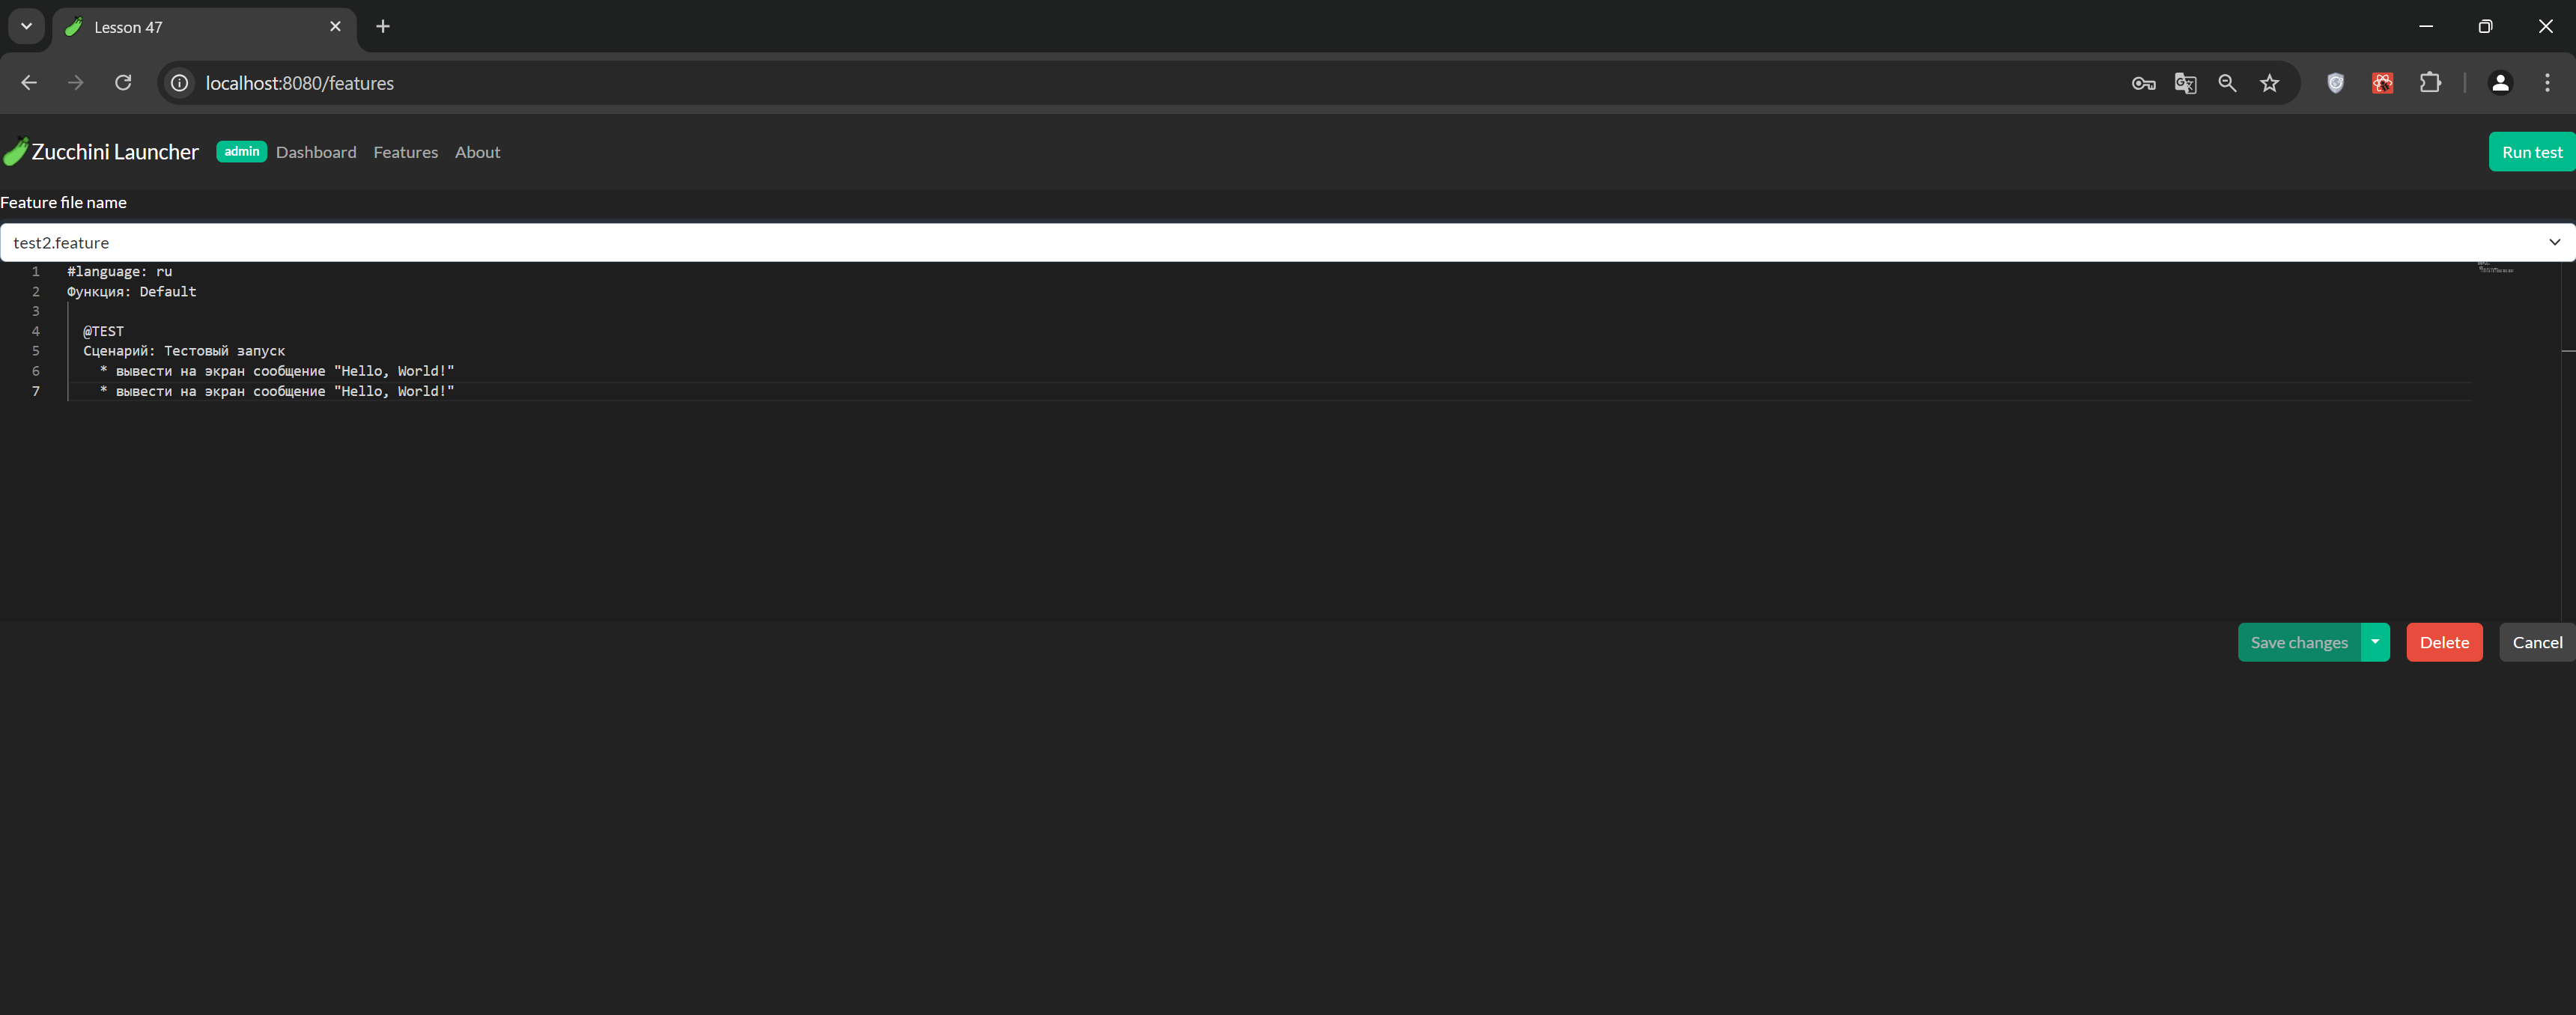 Lesson 47
localhost:8080/features
Zucchini Launcher admin Dashboard Features About Run test
Feature file name
test2.feature
1 #language: ru
2 Функция: Default
3
4 @TEST
5 Сценарий: Тестовый запуск
6 * вывести на экран сообщение "Hello, World!"
7 * вывести на экран сообщение "Hello, World!"
Save changes Delete Cancel